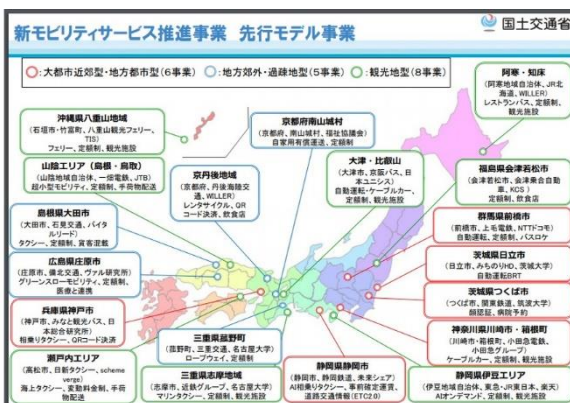 新モビリティサービス推進事業 先行モデル事業
国土交通省
○:大都市近郊型・地方都市型(6事業) ○:地方郊外・過疎地型(5事業) ○:観光地型(8事業)
阿寒・知床
(阿寒地域自治体、JR北
海道、WILLER)
レストランバス、定額制、
観光施設
沖縄県八重山地域
(石垣市・竹富町、八重山観光フェリー、
TIS)
フェリー、定額制、観光施設
京都府南山城村
(京都府、南山城村、福祉協議会)
自家用有償運送、定額制
山陰エリア(島根・鳥取)
(山陰地域自治体、一畑電鉄、JTB)
超小型モビリティ、定額制、手荷物配送
京丹後地域
(京都府、丹後海陸交
通、WILLER)
レンタサイクル、QR
コード決済、飲食店
大津・比叡山
(大津市、京阪バス、日
本ユニシス)
自動運転・ケーブルカー、
定額制、観光施設
福島県会津若松市
(会津若松市、会津乗合自動
車、KCS)
定額制、飲食店
島根県大田市
(大田市、石見交通、バイタ
ルリード)
タクシー、定額制、貨客混載
群馬県前橋市
(前橋市、上毛電鉄、NTTドコモ)
自動運転、定額制、バスロケ
広島県庄原市
(庄原市、備北交通、ヴァル研究所)
グリーンスローモビリティ、定額制、
医療と連携
茨城県日立市
(日立市、みちのりHD、茨城大学)
自動運転BRT
茨城県つくば市
(つくば市、関東鉄道、筑波大学)
顔認証、病院予約
兵庫県神戸市
(神戸市、みなと観光バス、日
本総合研究所)
相乗りタクシー、QRコード決済
神奈川県川崎市・箱根町
(川崎市・箱根町、小田急電鉄、
小田急グループ)
ケーブルカー、定額制、観光施設
瀬戸内エリア
(高松市、日新タクシー、scheme
verge)
海上タクシー、変動料金制、手荷
物配送
三重県菰野町
(菰野町、三重交通、名古屋大学)
ロープウェイ、定額制
三重県志摩地域
(志摩市、近鉄グループ、名古屋大学)
マリンタクシー、定額制、観光施設
静岡県静岡市
(静岡市、静岡鉄道、未来シェア)
AI相乗りタクシー、事前確定運賃、
道路交通情報(ETC2.0)
静岡県伊豆エリア
(伊豆地域自治体、東急・JR東日本、楽天)
AIオンデマンド、定額制、観光施設